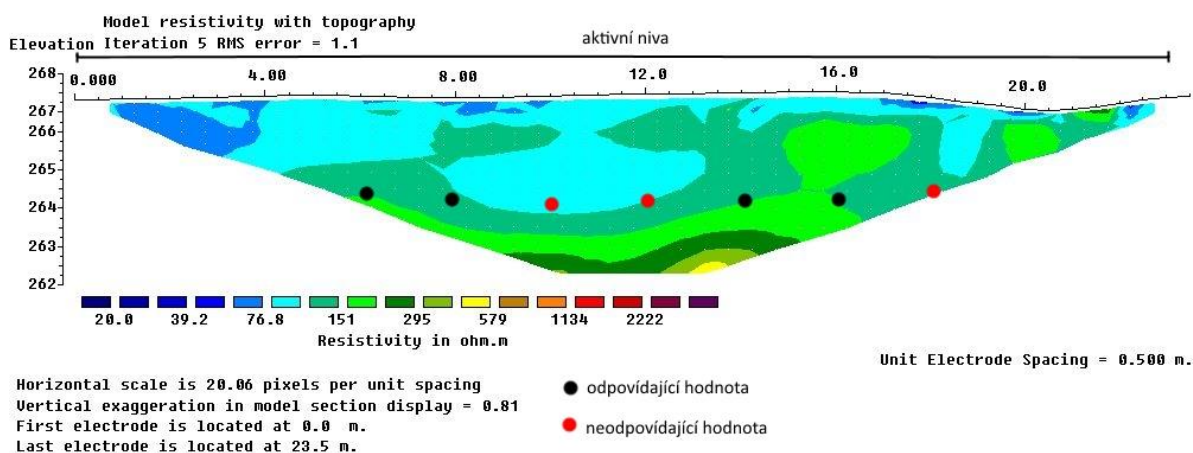 Model resistivity with topography
Elevation Iteration 5 RMS error = 1.1
aktivní niva
268 0.000 4.00 8.00 12.0 16.0 20.0
267
266
265
264
263
262
20.0 39.2 76.8 151 295 579 1134 2222
Resistivity in ohm.m
Unit Electrode Spacing = 0.500 m.
Horizontal scale is 20.06 pixels per unit spacing
Vertical exaggeration in model section display = 0.81
First electrode is located at 0.0 m.
Last electrode is located at 23.5 m.
odpovídající hodnota
neodpovídající hodnota